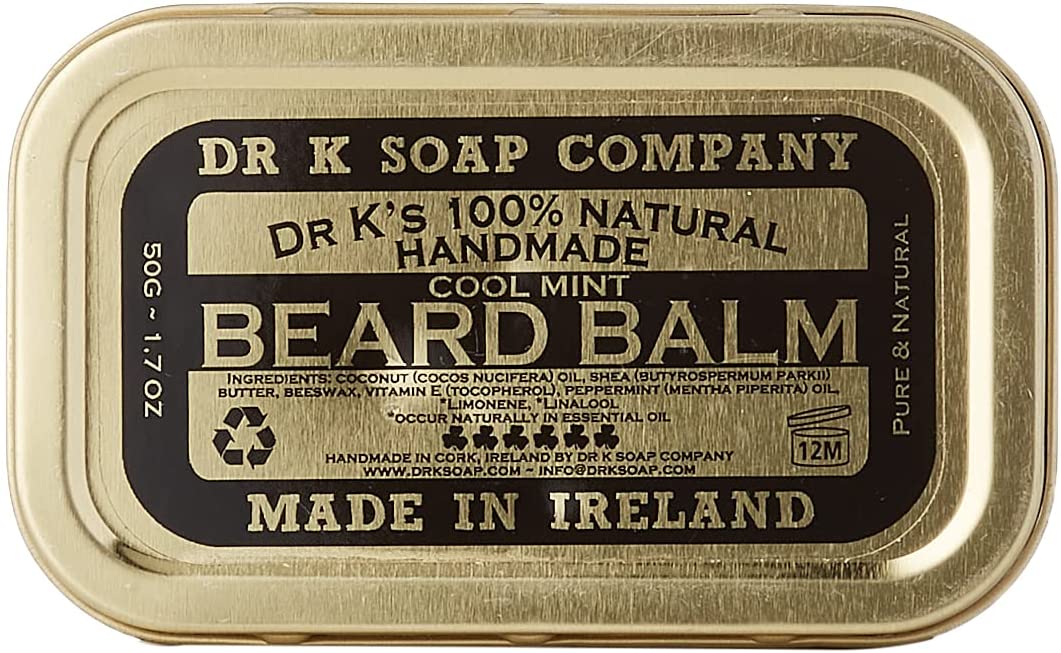 DR K SOAP COMPANY
DR K'S 100% NATURAL
HANDMADE
COOL MINT
BEARD BALM
INGREDIENTS: COCONUT (COCOS NUCIFERA) OIL, SHEA (BUTYROSPERMUM PARKII)
BUTTER, BEESWAX, VITAMIN E (TOCOPHEROL), PEPPERMINT (MENTHA PIPERITA) OIL,
*LIMONENE, *LINALOOL
*OCCUR NATURALLY IN ESSENTIAL OIL
HANDMADE IN CORK, IRELAND BY DR K SOAP COMPANY
WWW.DRKSOAP.COM ~ INFO@DRKSOAP.COM
12M
MADE IN IRELAND
50G ~ 1.7 OZ
PURE & NATURAL